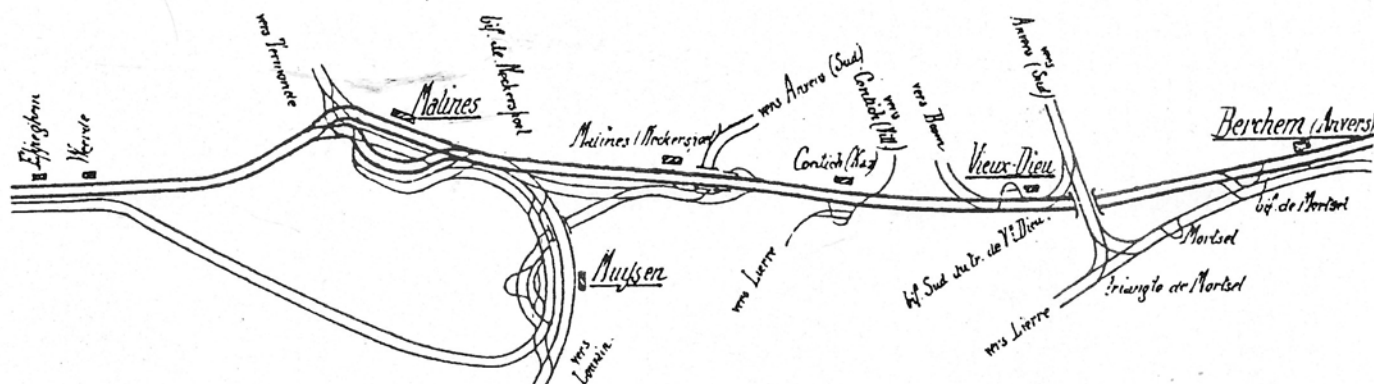 Eppeghem
Weerde
vers Termonde
Malines
bif. de Neckerspoel
Malines (Neckerspoel)
vers Anvers (Sud)
Contich (Kaz)
vers
Contich (Vill)
vers Lierre
vers Boom
Vieux-Dieu
bif. Sud du tr. de Vx Dieu.
vers
Anvers (Sud)
Berchem (Anvers)
bif. de Mortsel
Mortsel
triangle de Mortsel
vers Lierre
Muysen
vers
Louvain